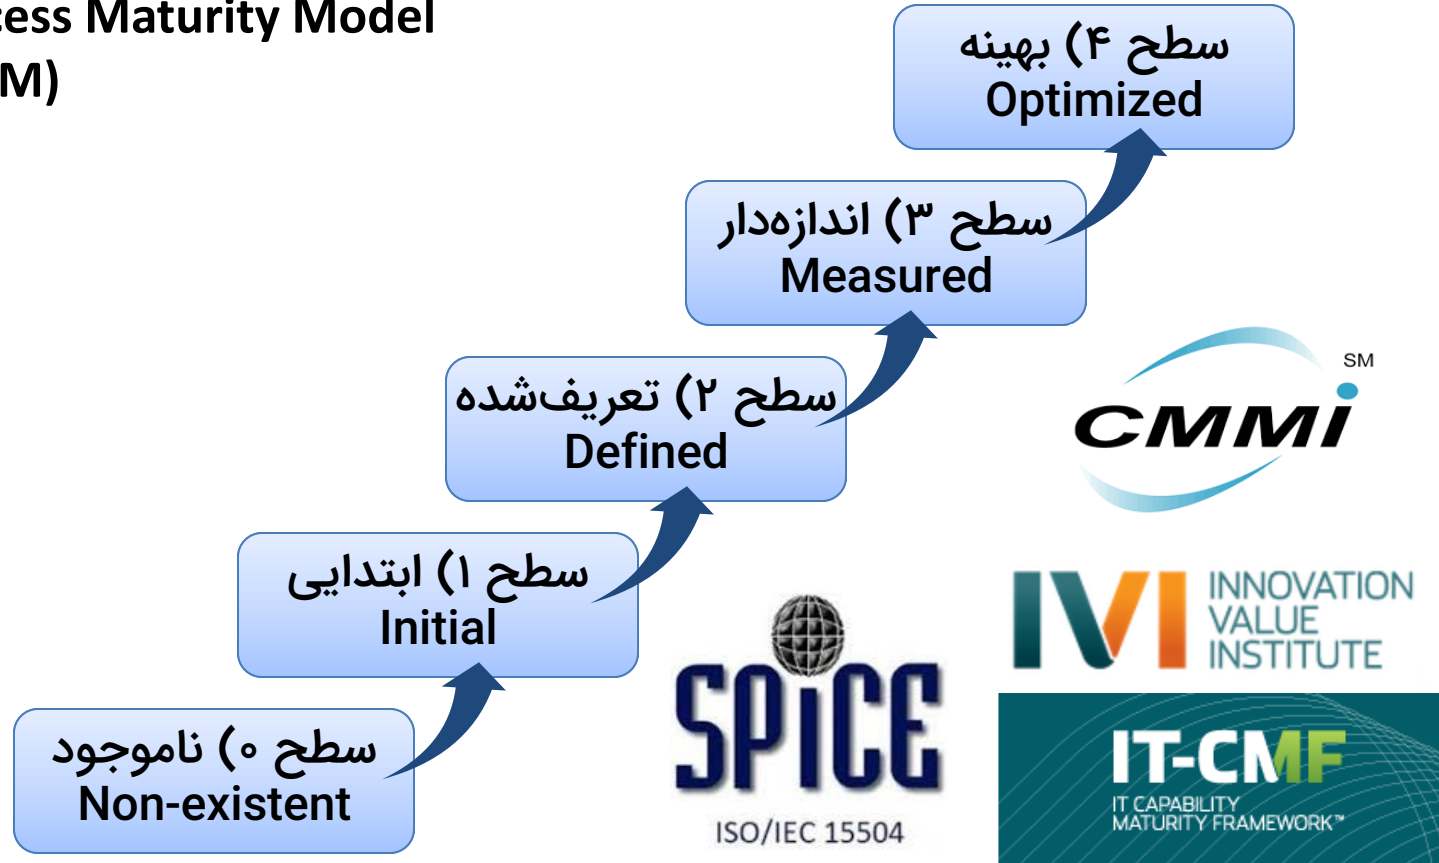 cess Maturity Model
M)
سطح ۴) بهینه
Optimized
سطح ۳) اندازه‌دار
Measured
سطح ۲) تعریف‌شده
Defined
سطح ۱) ابتدایی
Initial
سطح ۰) ناموجود
Non-existent
SM
CMMi
IVI
INNOVATION
VALUE
INSTITUTE
SPiCE
ISO/IEC 15504
IT-CMF
IT CAPABILITY
MATURITY FRAMEWORK™